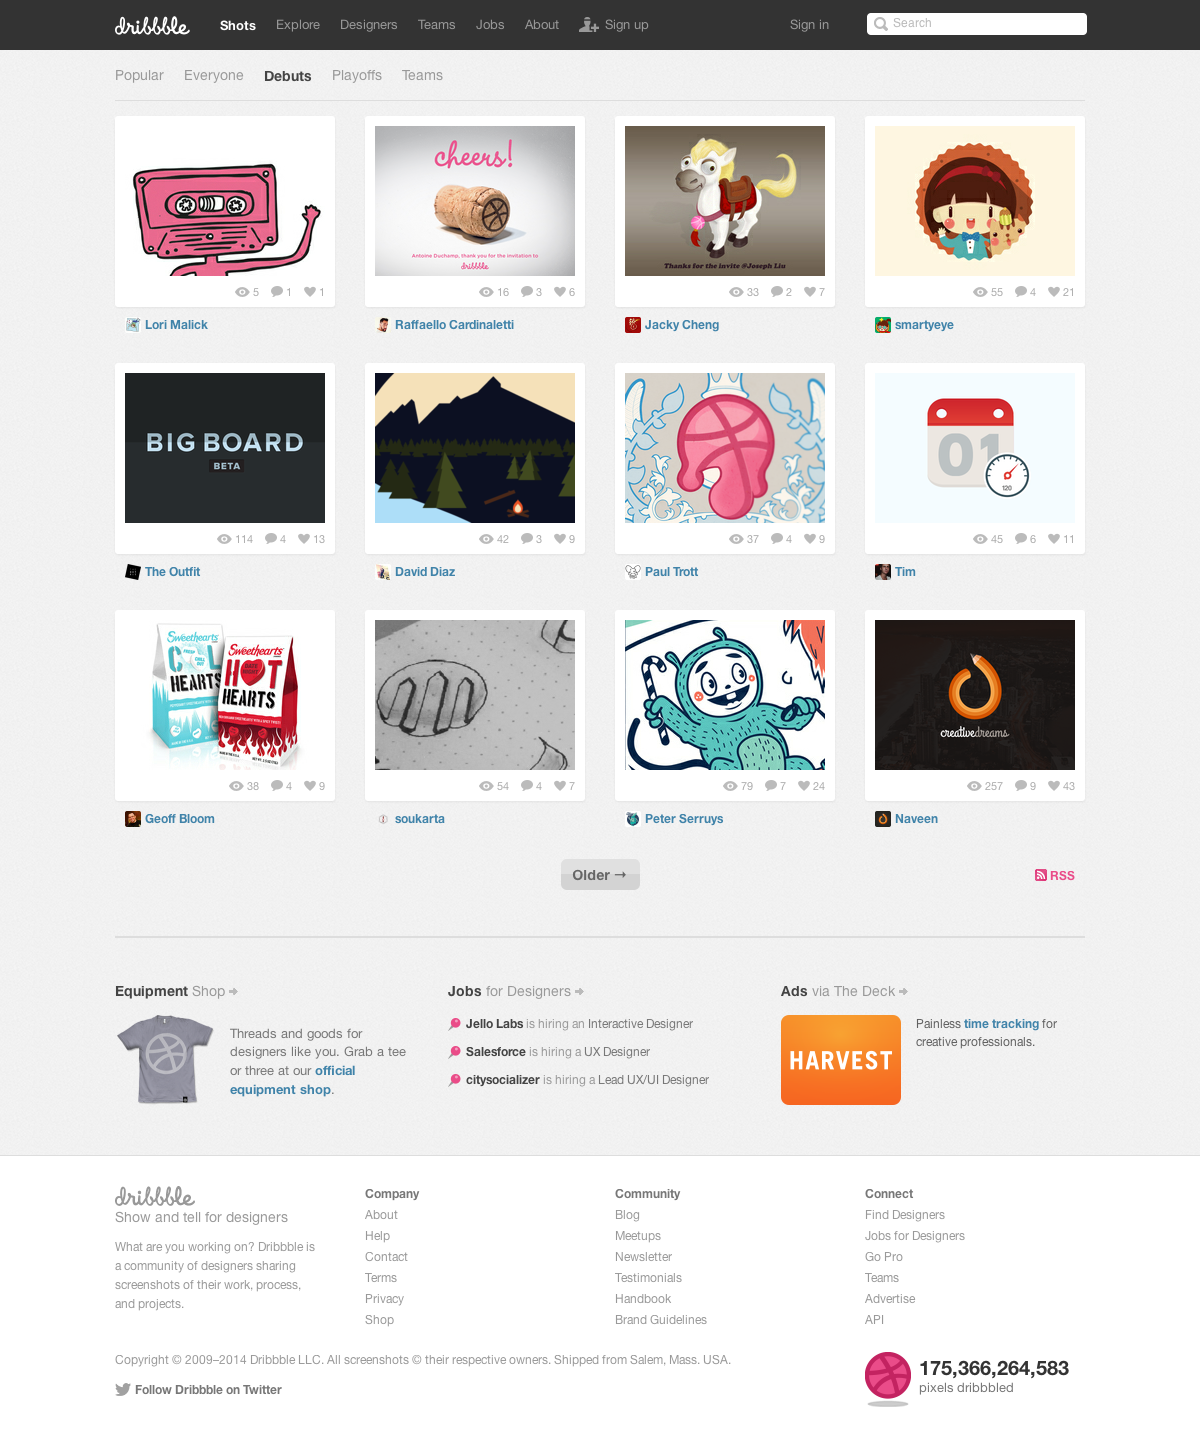 dribbble Shots Explore Designers Teams Jobs About Sign up Sign in Search
Popular Everyone Debuts Playoffs Teams
cheers!
Antoine Duchamp, thank you for the invitation to
dribbble
Thanks for the invite @Joseph Liu
5 1 1
16 3 6
33 2 7
55 4 21
Lori Malick
Raffaello Cardinaletti
Jacky Cheng
smartyeye
BIG BOARD
BETA
01
120
114 4 13
42 3 9
37 4 9
45 6 11
The Outfit
David Diaz
Paul Trott
Tim
Sweethearts
HEARTS
Sweethearts
HOT
HEARTS
creativedreams
38 4 9
54 4 7
79 7 24
257 9 43
Geoff Bloom
soukarta
Peter Serruys
Naveen
Older →
RSS
Equipment Shop
Threads and goods for
designers like you. Grab a tee
or three at our official
equipment shop.
Jobs for Designers
Jello Labs is hiring an Interactive Designer
Salesforce is hiring a UX Designer
citysocializer is hiring a Lead UX/UI Designer
Ads via The Deck
HARVEST
Painless time tracking for
creative professionals.
dribbble
Show and tell for designers
What are you working on? Dribbble is
a community of designers sharing
screenshots of their work, process,
and projects.
Company
About
Help
Contact
Terms
Privacy
Shop
Community
Blog
Meetups
Newsletter
Testimonials
Handbook
Brand Guidelines
Connect
Find Designers
Jobs for Designers
Go Pro
Teams
Advertise
API
Copyright © 2009–2014 Dribbble LLC. All screenshots © their respective owners. Shipped from Salem, Mass. USA.
Follow Dribbble on Twitter
175,366,264,583
pixels dribbbled